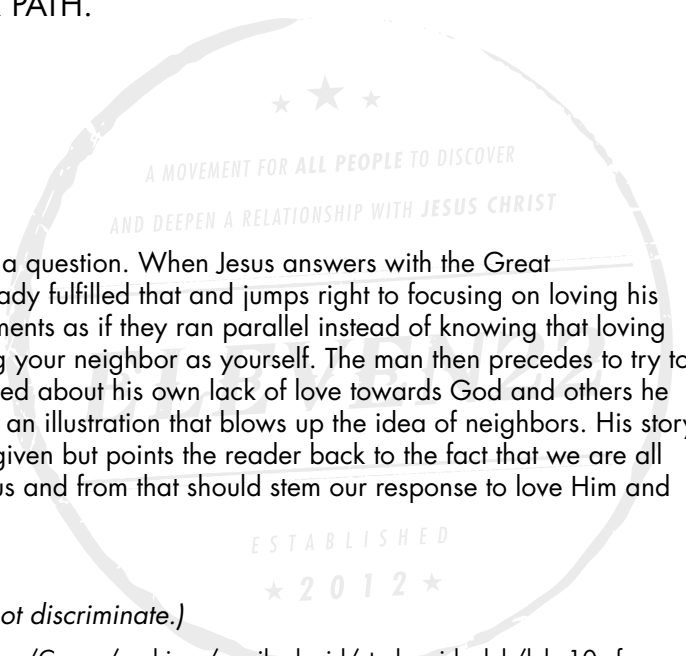 PATH.
A MOVEMENT FOR ALL PEOPLE TO DISCOVER
AND DEEPEN A RELATIONSHIP WITH JESUS CHRIST
a question. When Jesus answers with the Great
ady fulfilled that and jumps right to focusing on loving his
ments as if they ran parallel instead of knowing that loving
g your neighbor as yourself. The man then precedes to try to
ed about his own lack of love towards God and others he
ELEVEN22
an illustration that blows up the idea of neighbors. His story
given but points the reader back to the fact that we are all
us and from that should stem our response to love Him and
ESTABLISHED
2012
ot discriminate.)